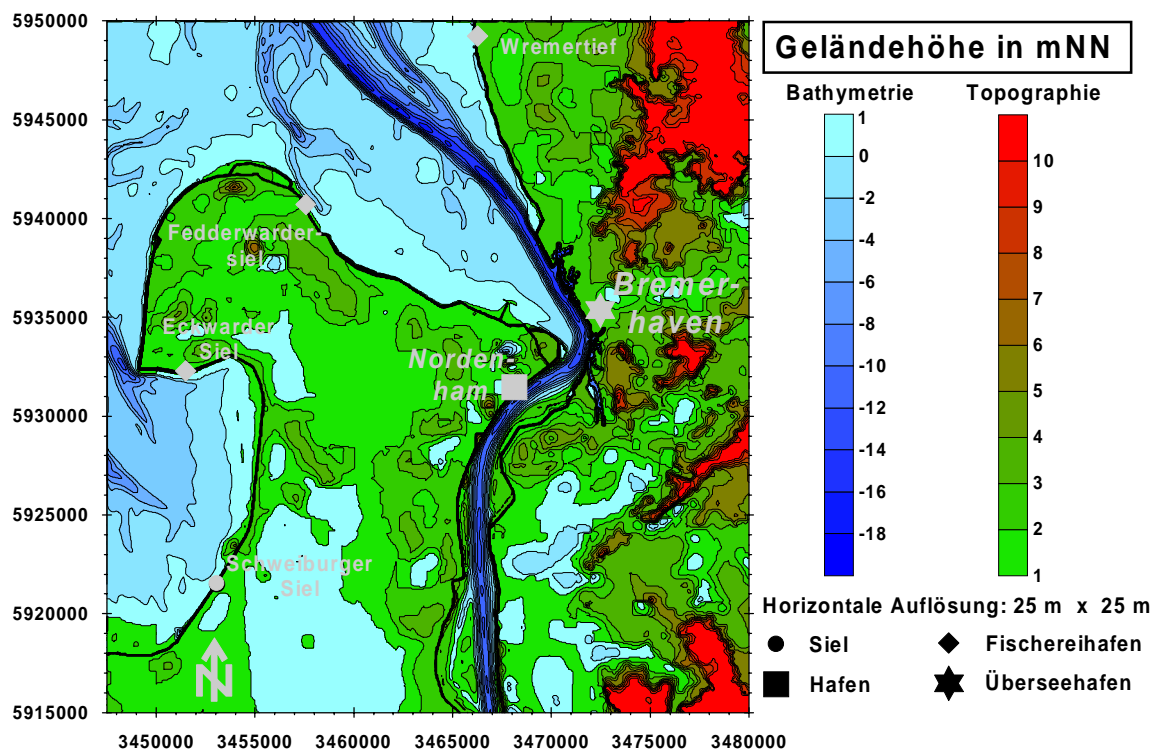 5950000
5945000
5940000
5935000
5930000
5925000
5920000
5915000
3450000 3455000 3460000 3465000 3470000 3475000 3480000
Wremertief
Fedderwarder-
siel
Eckwarder
Siel
Bremer-
haven
Norden-
ham
Schweiburger
Siel
N
Geländehöhe in mNN
Bathymetrie
1
0
-2
-4
-6
-8
-10
-12
-14
-16
-18
Topographie
10
9
8
7
6
5
4
3
2
1
Horizontale Auflösung: 25 m x 25 m
Siel
Fischereihafen
Hafen
Überseehafen